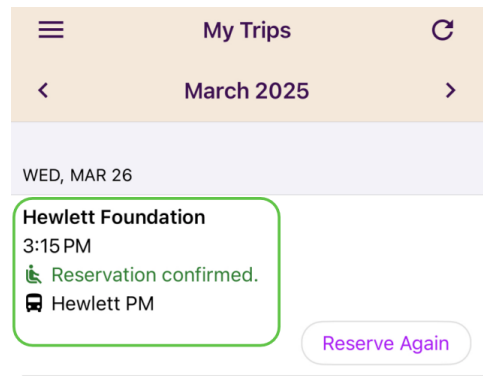 My Trips
March 2025
WED, MAR 26
Hewlett Foundation
3:15 PM
Reservation confirmed.
Hewlett PM
Reserve Again